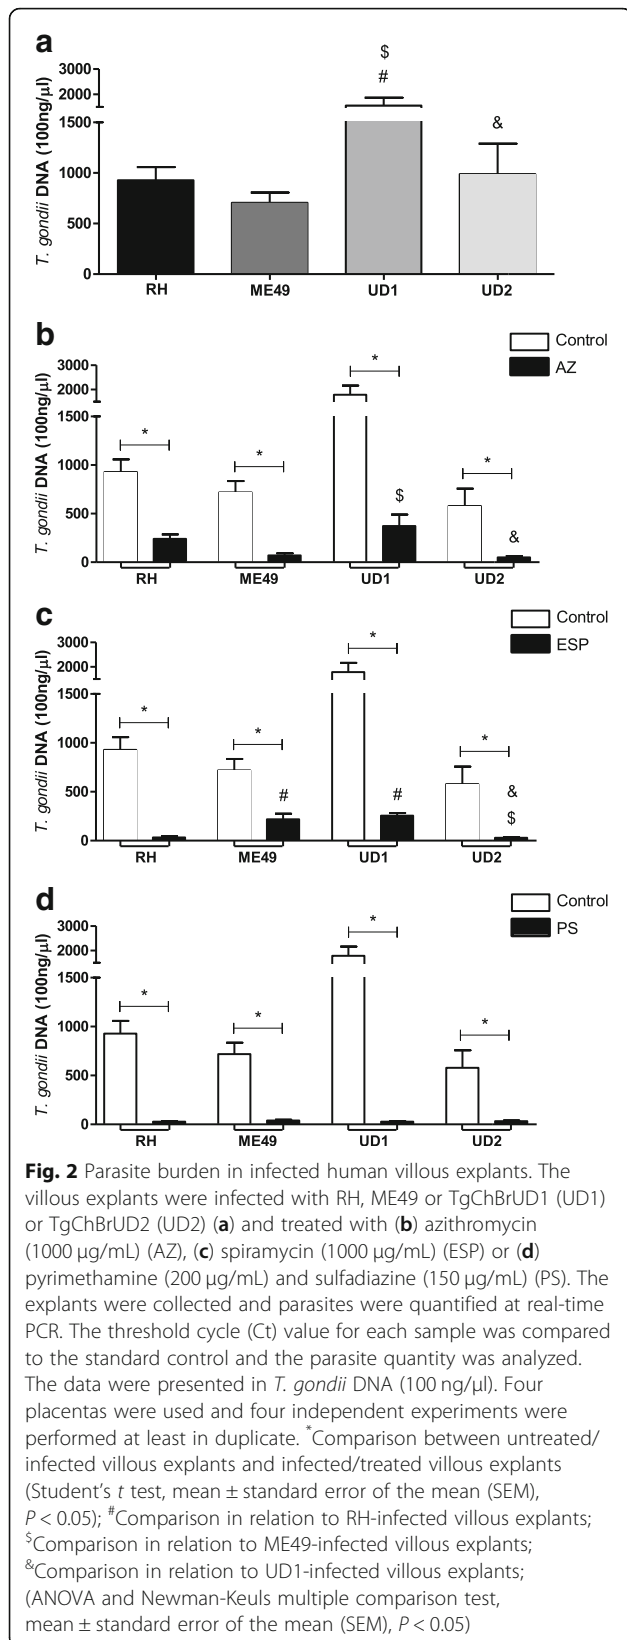 a
$
#
&
3000
2000
1500
1000
500
0
T. gondii DNA (100ng/μl)
RH ME49 UD1 UD2
b
Control
AZ
3000
2000
1500
1000
500
0
T. gondii DNA (100ng/μl)
* * * *
$
&
RH ME49 UD1 UD2
c
Control
ESP
3000
2000
1500
1000
500
0
T. gondii DNA (100ng/μl)
* * * *
# # &
$
RH ME49 UD1 UD2
d
Control
PS
3000
2000
1500
1000
500
0
T. gondii DNA (100ng/μl)
* * * *
RH ME49 UD1 UD2
Fig. 2 Parasite burden in infected human villous explants. The
villous explants were infected with RH, ME49 or TgChBrUD1 (UD1)
or TgChBrUD2 (UD2) (a) and treated with (b) azithromycin
(1000 μg/mL) (AZ), (c) spiramycin (1000 μg/mL) (ESP) or (d)
pyrimethamine (200 μg/mL) and sulfadiazine (150 μg/mL) (PS). The
explants were collected and parasites were quantified at real-time
PCR. The threshold cycle (Ct) value for each sample was compared
to the standard control and the parasite quantity was analyzed.
The data were presented in T. gondii DNA (100 ng/μl). Four
placentas were used and four independent experiments were
performed at least in duplicate. *Comparison between untreated/
infected villous explants and infected/treated villous explants
(Student's t test, mean ± standard error of the mean (SEM),
P < 0.05); #Comparison in relation to RH-infected villous explants;
$Comparison in relation to ME49-infected villous explants;
&Comparison in relation to UD1-infected villous explants;
(ANOVA and Newman-Keuls multiple comparison test,
mean ± standard error of the mean (SEM), P < 0.05)